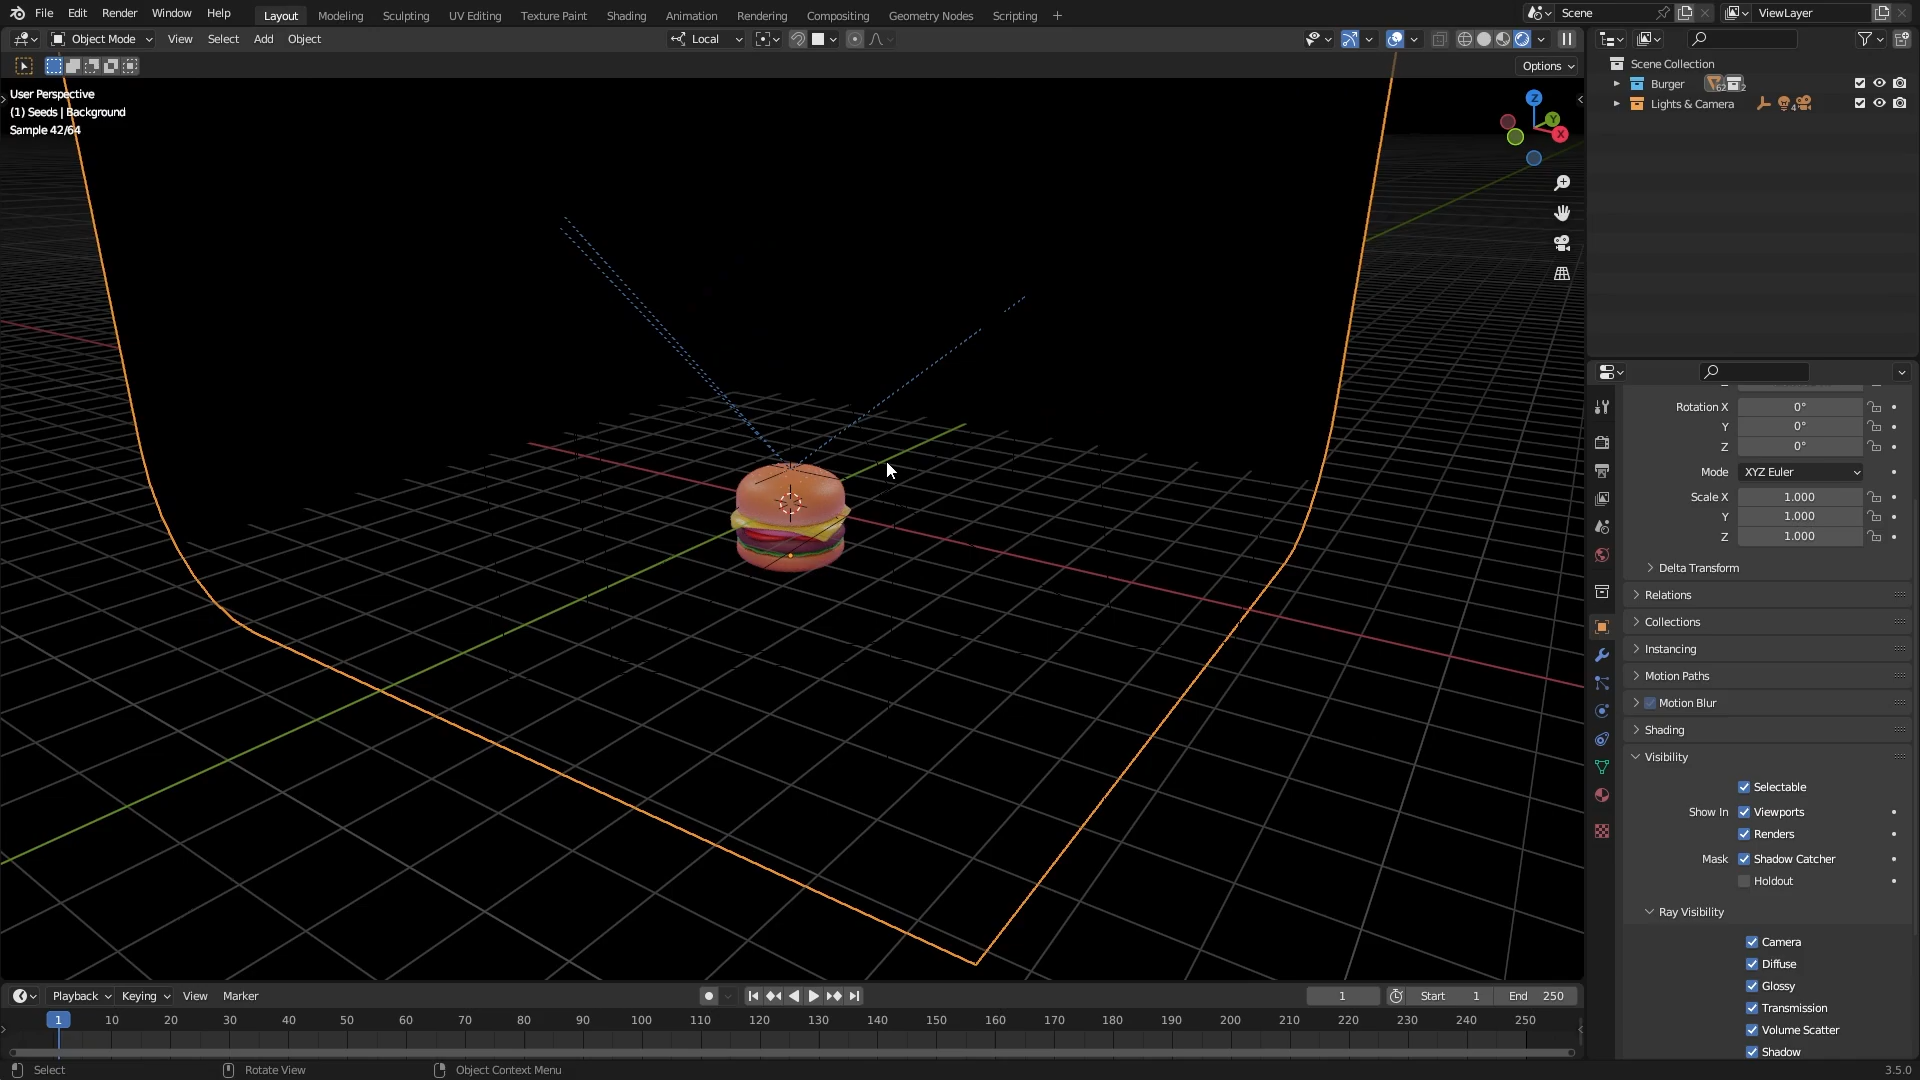 File Edit Render Window Help Layout Modeling Sculpting UV Editing Texture Paint Shading Animation Rendering Compositing Geometry Nodes Scripting + Scene ViewLayer
Object Mode View Select Add Object Local
Options
User Perspective
(1) Seeds | Background
Sample 42/64
Z
Y
X
Scene Collection
Burger 62 2
Lights & Camera 4
Rotation X 0°
Y 0°
Z 0°
Mode XYZ Euler
Scale X 1.000
Y 1.000
Z 1.000
Delta Transform
Relations
Collections
Instancing
Motion Paths
Motion Blur
Shading
Visibility
Selectable
Show In Viewports
Renders
Mask Shadow Catcher
Holdout
Ray Visibility
Camera
Diffuse
Glossy
Transmission
Volume Scatter
Shadow
Playback Keying View Marker 1 Start 1 End 250
1 10 20 30 40 50 60 70 80 90 100 110 120 130 140 150 160 170 180 190 200 210 220 230 240 250
Select Rotate View Object Context Menu 3.5.0